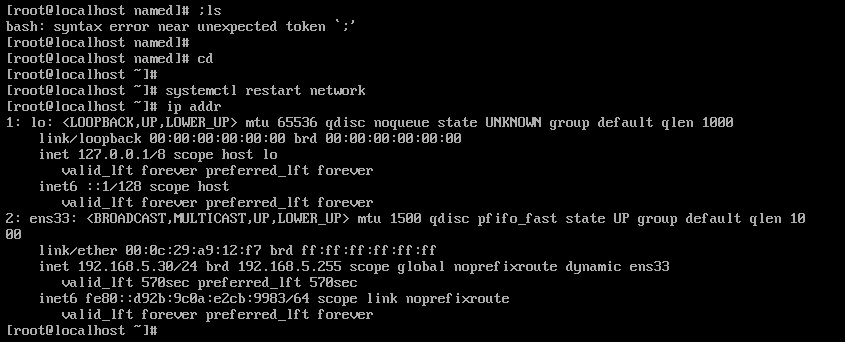 [root@localhost named]# ;ls
bash: syntax error near unexpected token `;'
[root@localhost named]#
[root@localhost named]# cd
[root@localhost ~]#
[root@localhost ~]# systemctl restart network
[root@localhost ~]# ip addr
1: lo: <LOOPBACK,UP,LOWER_UP> mtu 65536 qdisc noqueue state UNKNOWN group default qlen 1000
    link/loopback 00:00:00:00:00:00 brd 00:00:00:00:00:00
    inet 127.0.0.1/8 scope host lo
       valid_lft forever preferred_lft forever
    inet6 ::1/128 scope host
       valid_lft forever preferred_lft forever
2: ens33: <BROADCAST,MULTICAST,UP,LOWER_UP> mtu 1500 qdisc pfifo_fast state UP group default qlen 10
00
    link/ether 00:0c:29:a9:12:f7 brd ff:ff:ff:ff:ff:ff
    inet 192.168.5.30/24 brd 192.168.5.255 scope global noprefixroute dynamic ens33
       valid_lft 570sec preferred_lft 570sec
    inet6 fe80::d92b:9c0a:e2cb:9983/64 scope link noprefixroute
       valid_lft forever preferred_lft forever
[root@localhost ~]#